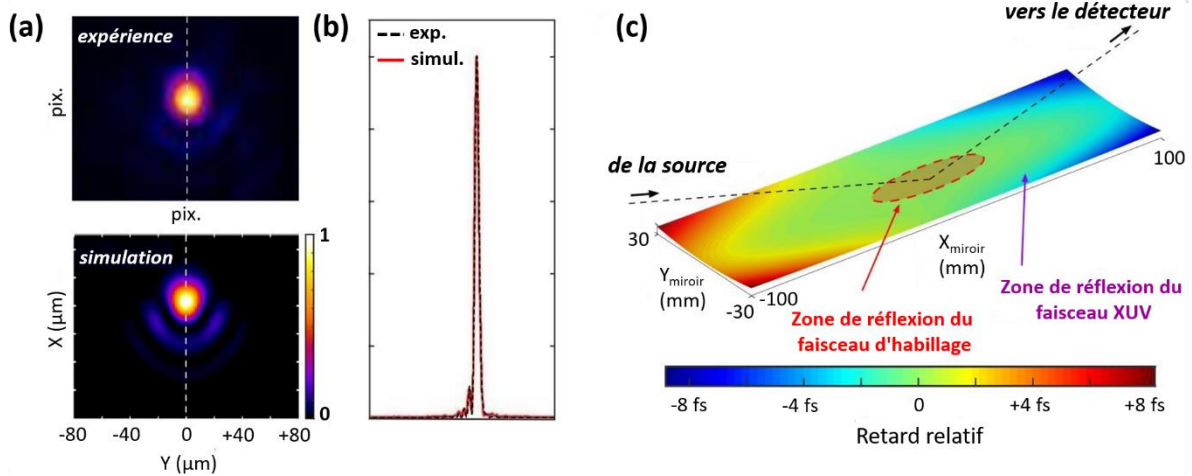 (a)
expérience
pix.
pix.
simulation
1
0
X (µm)
-80
-40
0
+40
+80
Y (µm)
(b)
exp.
simul.
(c)
vers le détecteur
de la source
100
30
-30
-100
Y miroir
(mm)
X miroir
(mm)
Zone de réflexion du
faisceau d'habillage
Zone de réflexion du
faisceau XUV
-8 fs
-4 fs
0
+4 fs
+8 fs
Retard relatif